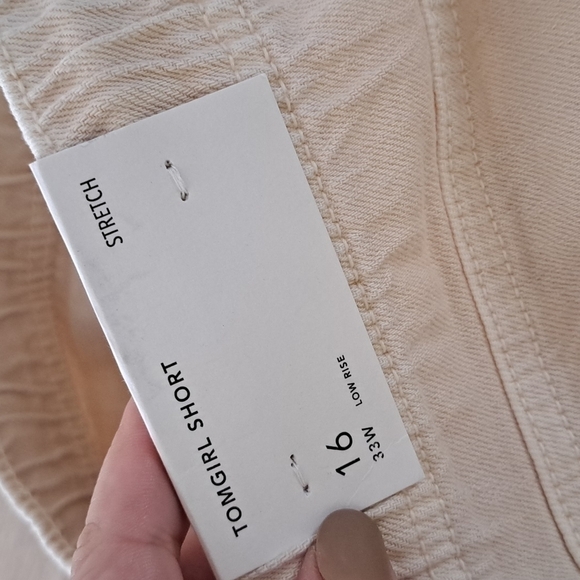 STRETCH
TOMGIRL SHORT
16
33W LOW RISE